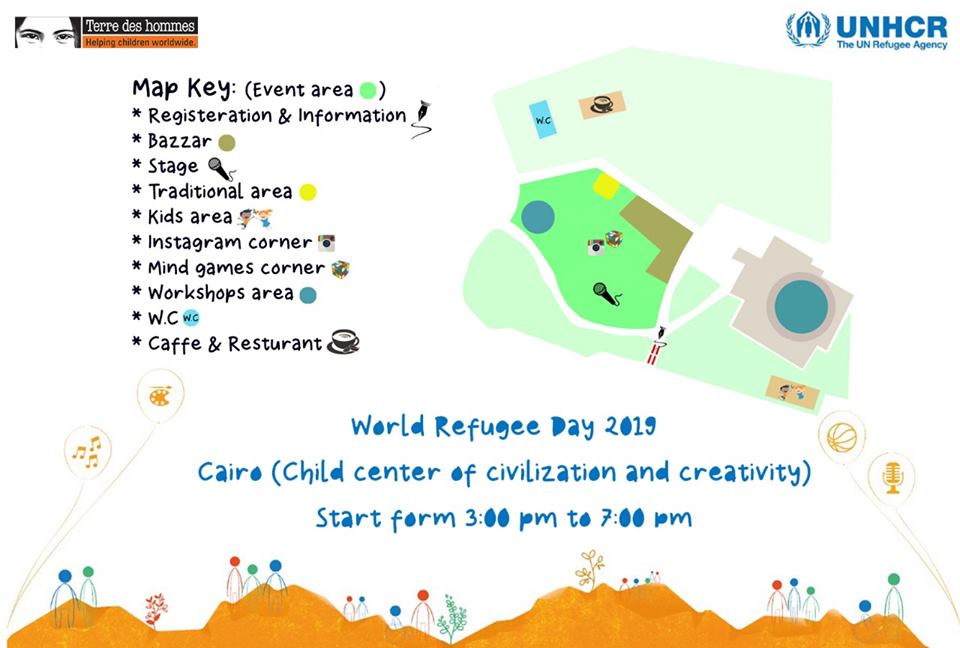 Terre des hommes
Helping children worldwide.
UNHCR
The UN Refugee Agency
Map Key: (Event area )
* Registeration & Information
* Bazzar
* Stage
* Traditional area
* Kids area
* Instagram corner
* Mind games corner
* Workshops area
* W.C W.C
* Caffe & Resturant
W.C
World Refugee Day 2019
Cairo (Child center of civilization and creativity)
Start form 3:00 pm to 7:00 pm